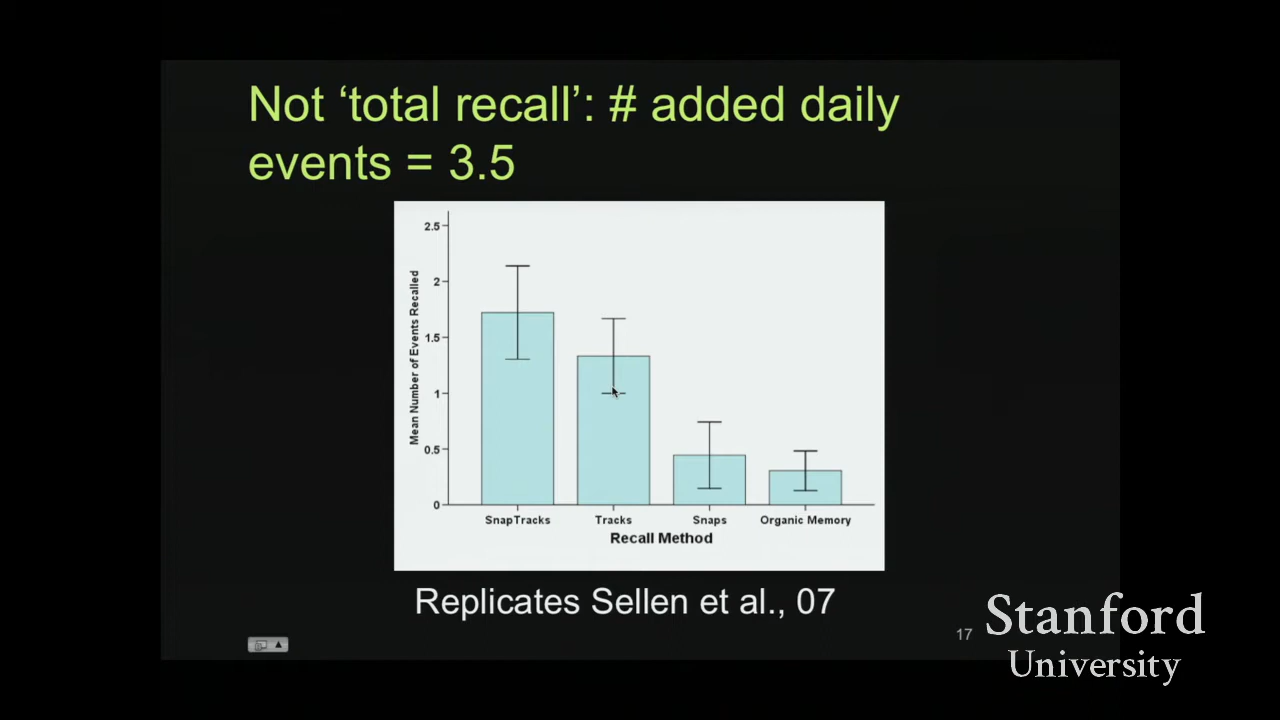 Not ‘total recall’: # added daily
events = 3.5
2.5
2
1.5
1
0.5
0
Mean Number of Events Recalled
SnapTracks Tracks Snaps Organic Memory
Recall Method
Replicates Sellen et al., 07
17
Stanford
University